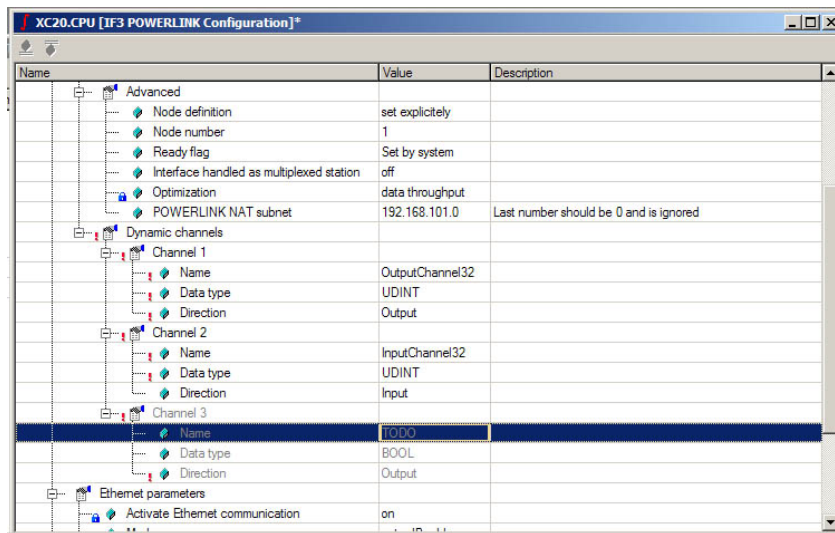 XC20.CPU [IF3 POWERLINK Configuration]*
Name Value Description
Advanced
Node definition set explicitely
Node number 1
Ready flag Set by system
Interface handled as multiplexed station off
Optimization data throughput
POWERLINK NAT subnet 192.168.101.0 Last number should be 0 and is ignored
Dynamic channels
Channel 1
Name OutputChannel32
Data type UDINT
Direction Output
Channel 2
Name InputChannel32
Data type UDINT
Direction Input
Channel 3
Name TODO
Data type BOOL
Direction Output
Ethernet parameters
Activate Ethernet communication on